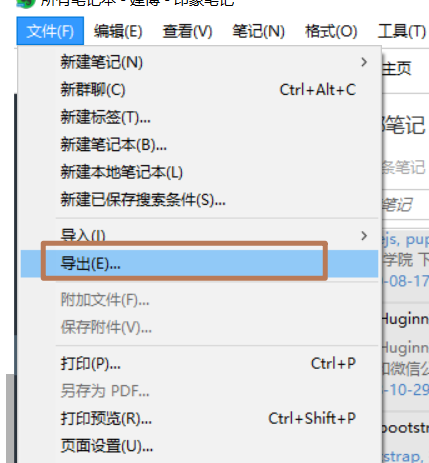 所有笔记本 - 建博 - 印象笔记
文件(F) 编辑(E) 查看(V) 笔记(N) 格式(O) 工具(T)
新建笔记(N)
主页
新群聊(C) Ctrl+Alt+C
新建标签(T)...
笔记
新建笔记本(B)...
新建本地笔记本(L)
条笔记
新建已保存搜索条件(S)...
笔记
导入(I)
ejs, pup
导出(E)...
学院 下
-08-17
附加文件(F)...
Huginn
保存附件(V)...
Huginn
打印(P)... Ctrl+P
和微信公
另存为 PDF...
-10-29
打印预览(R)... Ctrl+Shift+P
bootstr
页面设置(U)...
tstrap,